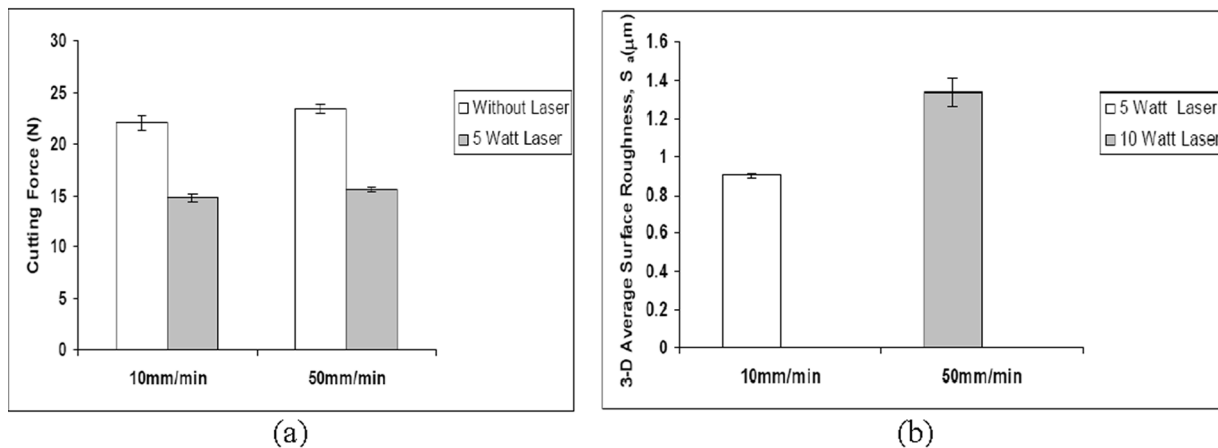 Cutting Force (N)
30
25
20
15
10
5
0
10mm/min
50mm/min
Without Laser
5 Watt Laser
(a)
3-D Average Surface Roughness, S a(µm)
1.6
1.4
1.2
1
0.8
0.6
0.4
0.2
0
10mm/min
50mm/min
5 Watt Laser
10 Watt Laser
(b)